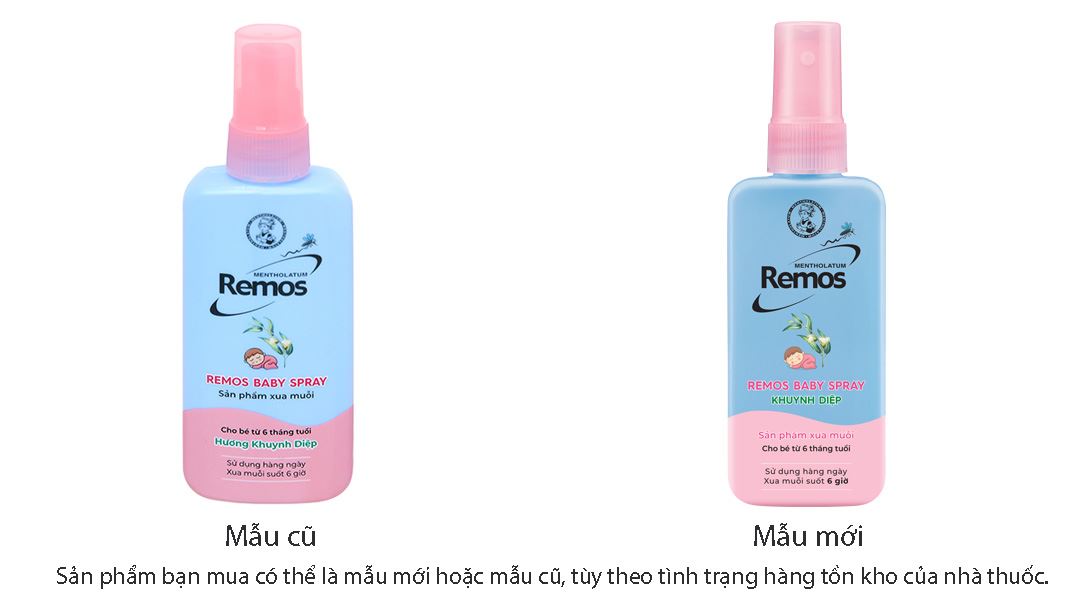 MENTHOLATUM
Remos
REMOS BABY SPRAY
Sản phẩm xua muỗi
Cho bé từ 6 tháng tuổi
Hương Khuynh Diệp
Sử dụng hàng ngày
Xua muỗi suốt 6 giờ
Mẫu cũ
MENTHOLATUM
Remos
REMOS BABY SPRAY
KHUYNH DIỆP
Sản phẩm xua muỗi
Cho bé từ 6 tháng tuổi
Sử dụng hàng ngày
Xua muỗi suốt 6 giờ
Mẫu mới
Sản phẩm bạn mua có thể là mẫu mới hoặc mẫu cũ, tùy theo tình trạng hàng tồn kho của nhà thuốc.